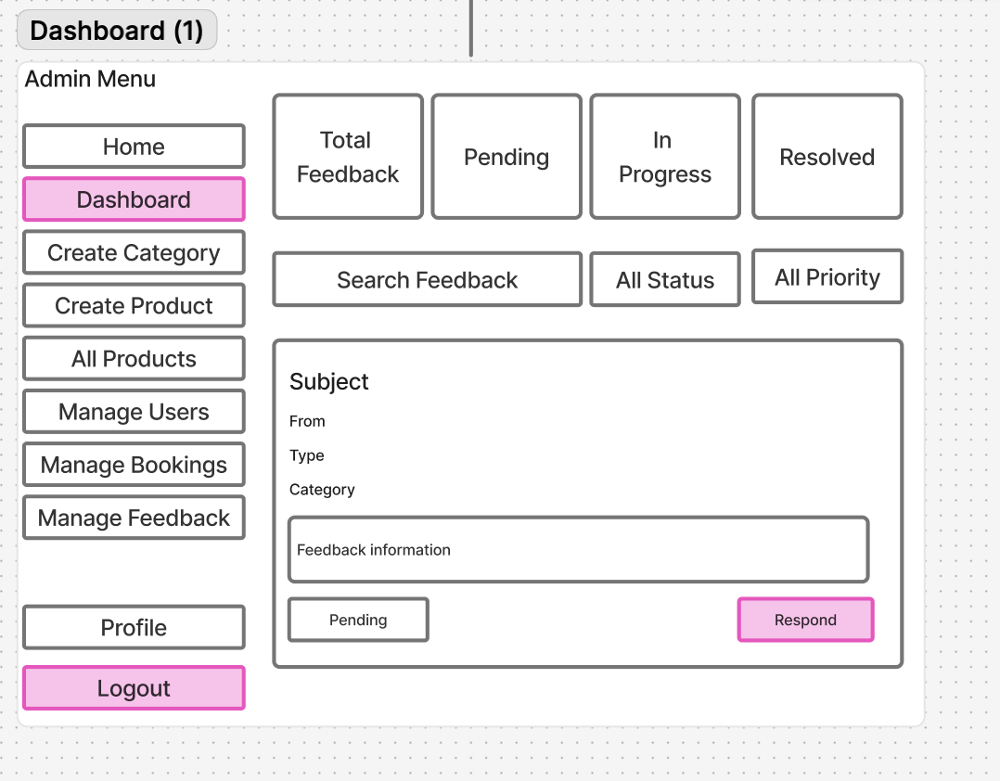 Dashboard (1)
Admin Menu
Home
Dashboard
Create Category
Create Product
All Products
Manage Users
Manage Bookings
Manage Feedback
Profile
Logout
Total
Feedback
Pending
In
Progress
Resolved
Search Feedback
All Status
All Priority
Subject
From
Type
Category
Feedback information
Pending
Respond